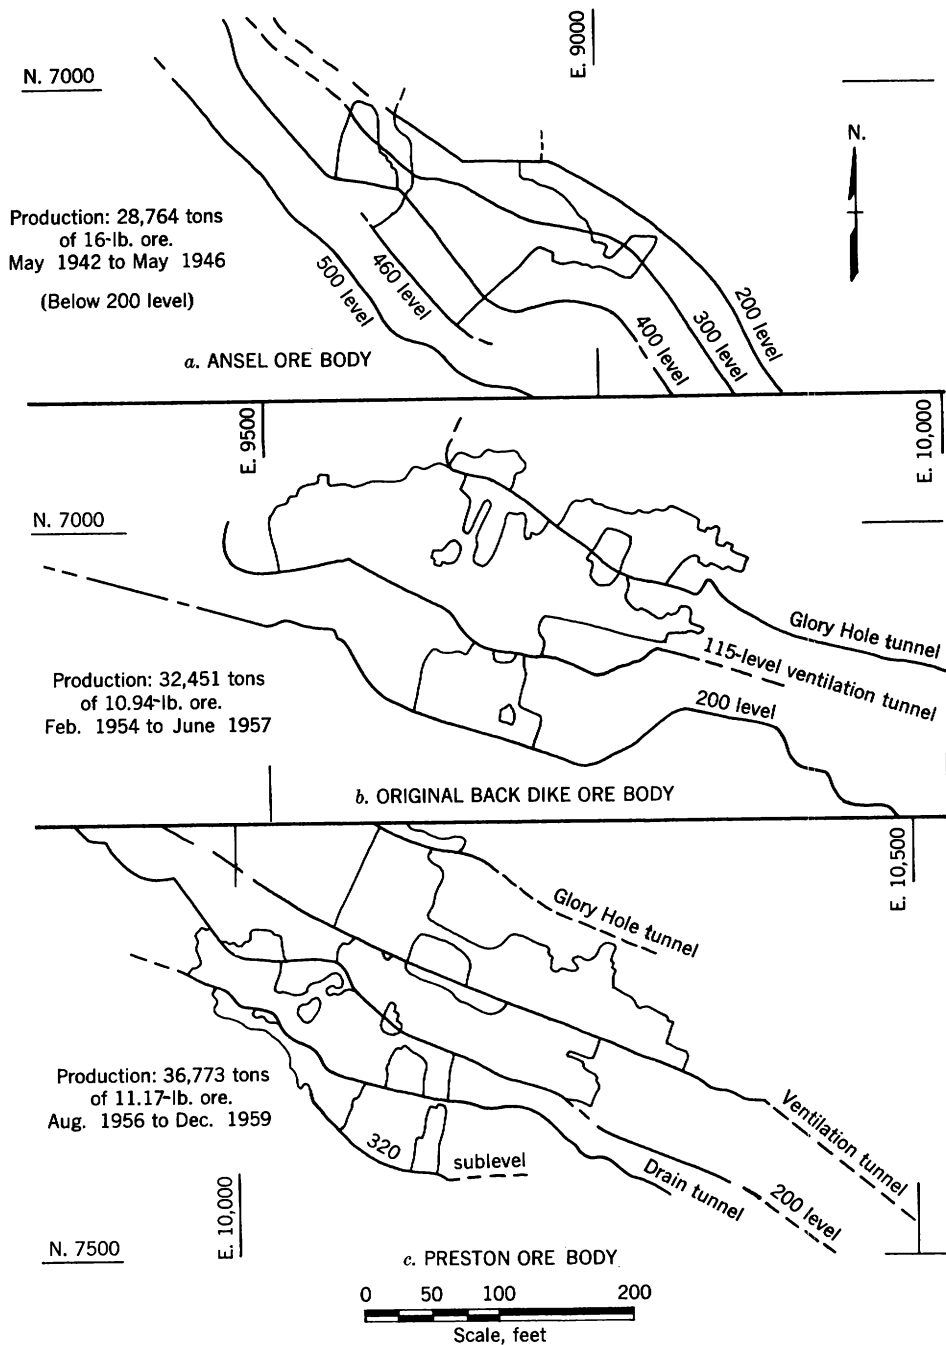 E. 9000
N. 7000
N.
Production: 28,764 tons
of 16-lb. ore.
May 1942 to May 1946
(Below 200 level)
500 level
460 level
400 level
300 level
200 level
a. ANSEL ORE BODY
E. 9500
E. 10,000
N. 7000
Glory Hole tunnel
115-level ventilation tunnel
200 level
Production: 32,451 tons
of 10.94-lb. ore.
Feb. 1954 to June 1957
b. ORIGINAL BACK DIKE ORE BODY
E. 10,500
Glory Hole tunnel
Production: 36,773 tons
of 11.17-lb. ore.
Aug. 1956 to Dec. 1959
Ventilation tunnel
320
sublevel
Drain tunnel
200 level
E. 10,000
N. 7500
c. PRESTON ORE BODY
0 50 100 200
Scale, feet